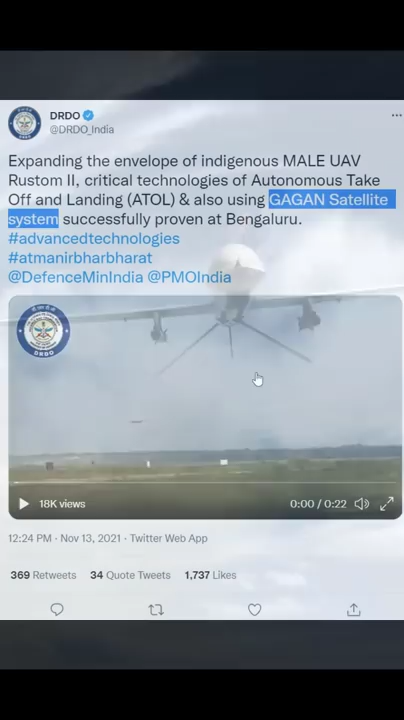 DRDO
@DRDO_India
Expanding the envelope of indigenous MALE UAV
Rustom II, critical technologies of Autonomous Take
Off and Landing (ATOL) & also using GAGAN Satellite
system successfully proven at Bengaluru.
#advancedtechnologies
#atmanirbharbharat
@DefenceMinIndia @PMOIndia
DRDO
18K views
0:00 / 0:22
12:24 PM · Nov 13, 2021 · Twitter Web App
369 Retweets 34 Quote Tweets 1,737 Likes